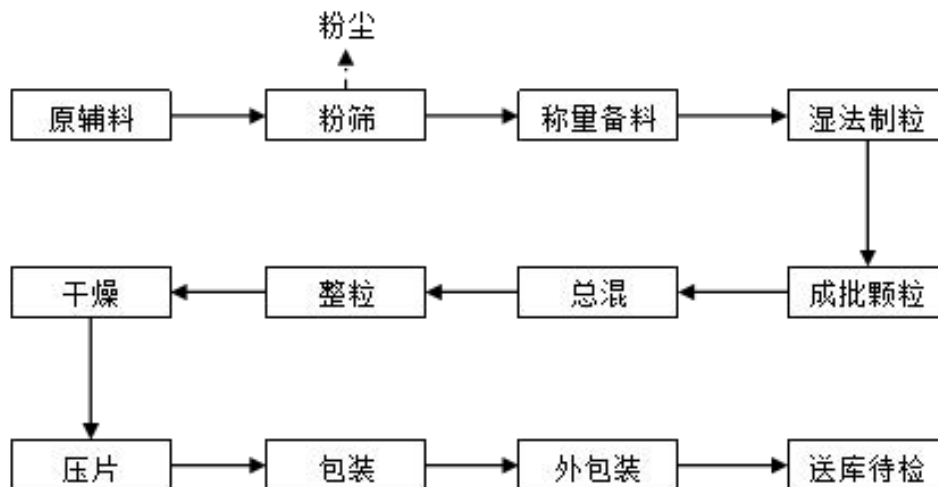 粉尘
原辅料
粉筛
称量备料
湿法制粒
干燥
整粒
总混
成批颗粒
压片
包装
外包装
送库待检